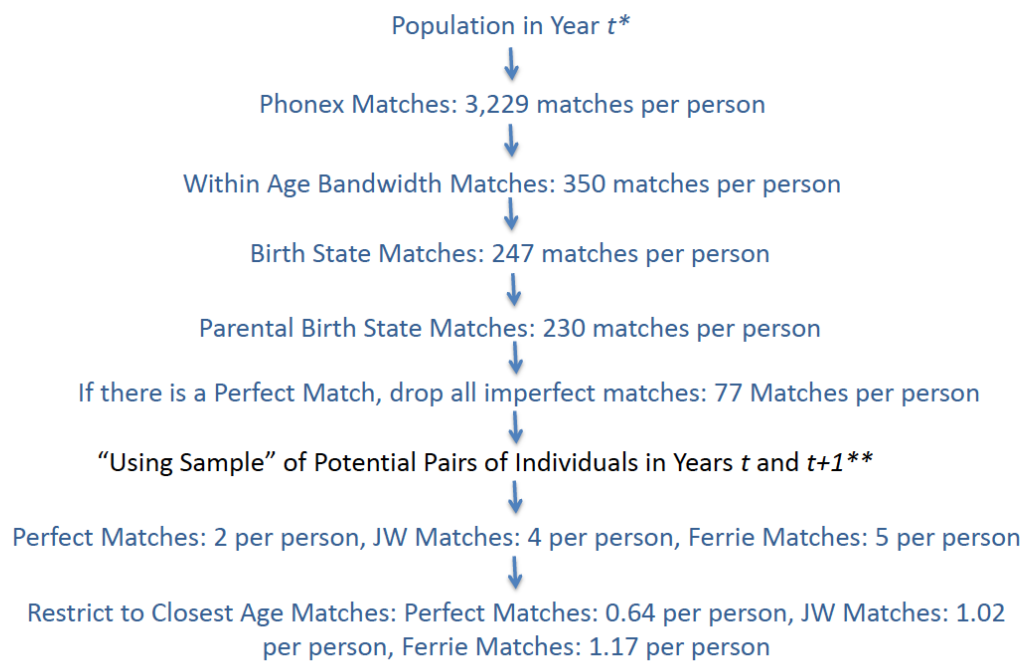 Population in Year t*
Phonex Matches: 3,229 matches per person
Within Age Bandwidth Matches: 350 matches per person
Birth State Matches: 247 matches per person
Parental Birth State Matches: 230 matches per person
If there is a Perfect Match, drop all imperfect matches: 77 Matches per person
“Using Sample” of Potential Pairs of Individuals in Years t and t+1**
Perfect Matches: 2 per person, JW Matches: 4 per person, Ferrie Matches: 5 per person
Restrict to Closest Age Matches: Perfect Matches: 0.64 per person, JW Matches: 1.02
per person, Ferrie Matches: 1.17 per person